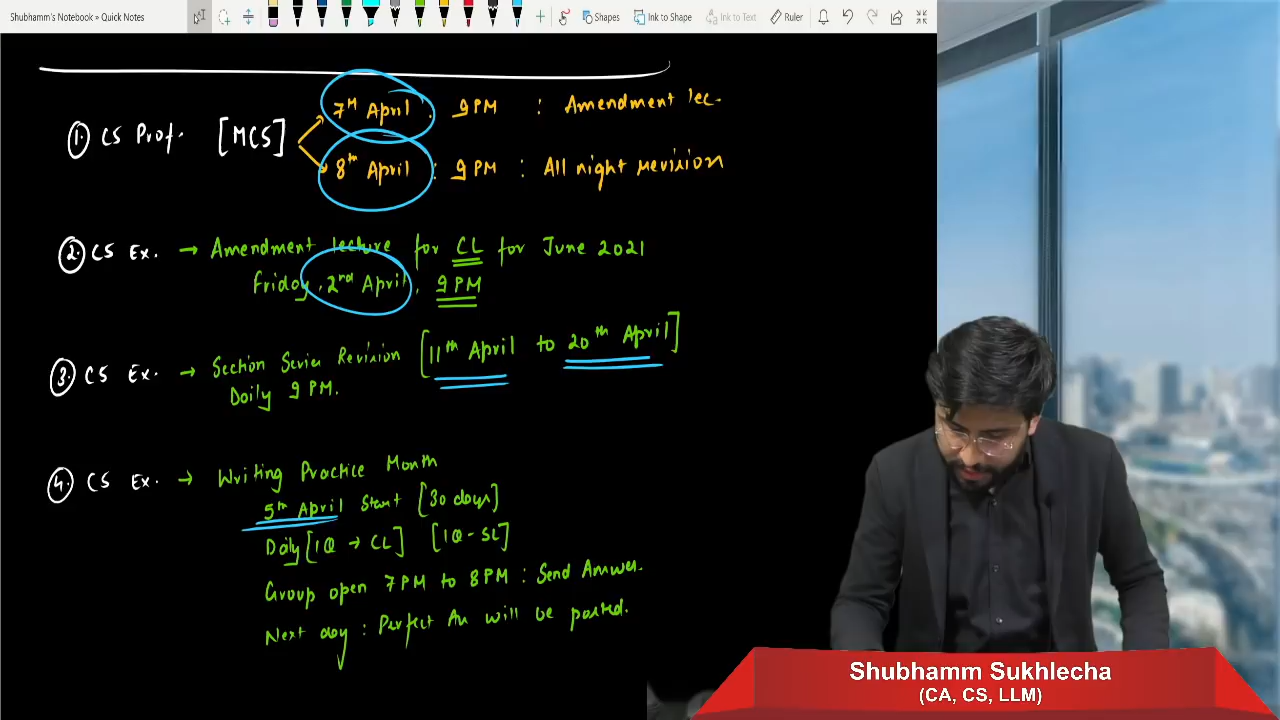 Shubhamm's Notebook » Quick Notes
Shapes
Ink to Shape
Ink to Text
Ruler
1. CS Prof. [MCS]
7th April : 9PM : Amendment lec.
8th April : 9PM : All night revision
2. CS Ex. → Amendment lecture for CL for June 2021
Friday, 2nd April, 9PM
3. CS Ex. → Section Series Revision [11th April to 20th April]
Daily 9 PM.
4. CS Ex. → Writing Practice Month
5th April Start [30 days]
Daily [1Q → CL] [1Q - SL]
Group open 7PM to 8PM : Send Answer.
Next day : Perfect An will be posted.
Shubhamm Sukhlecha
(CA, CS, LLM)